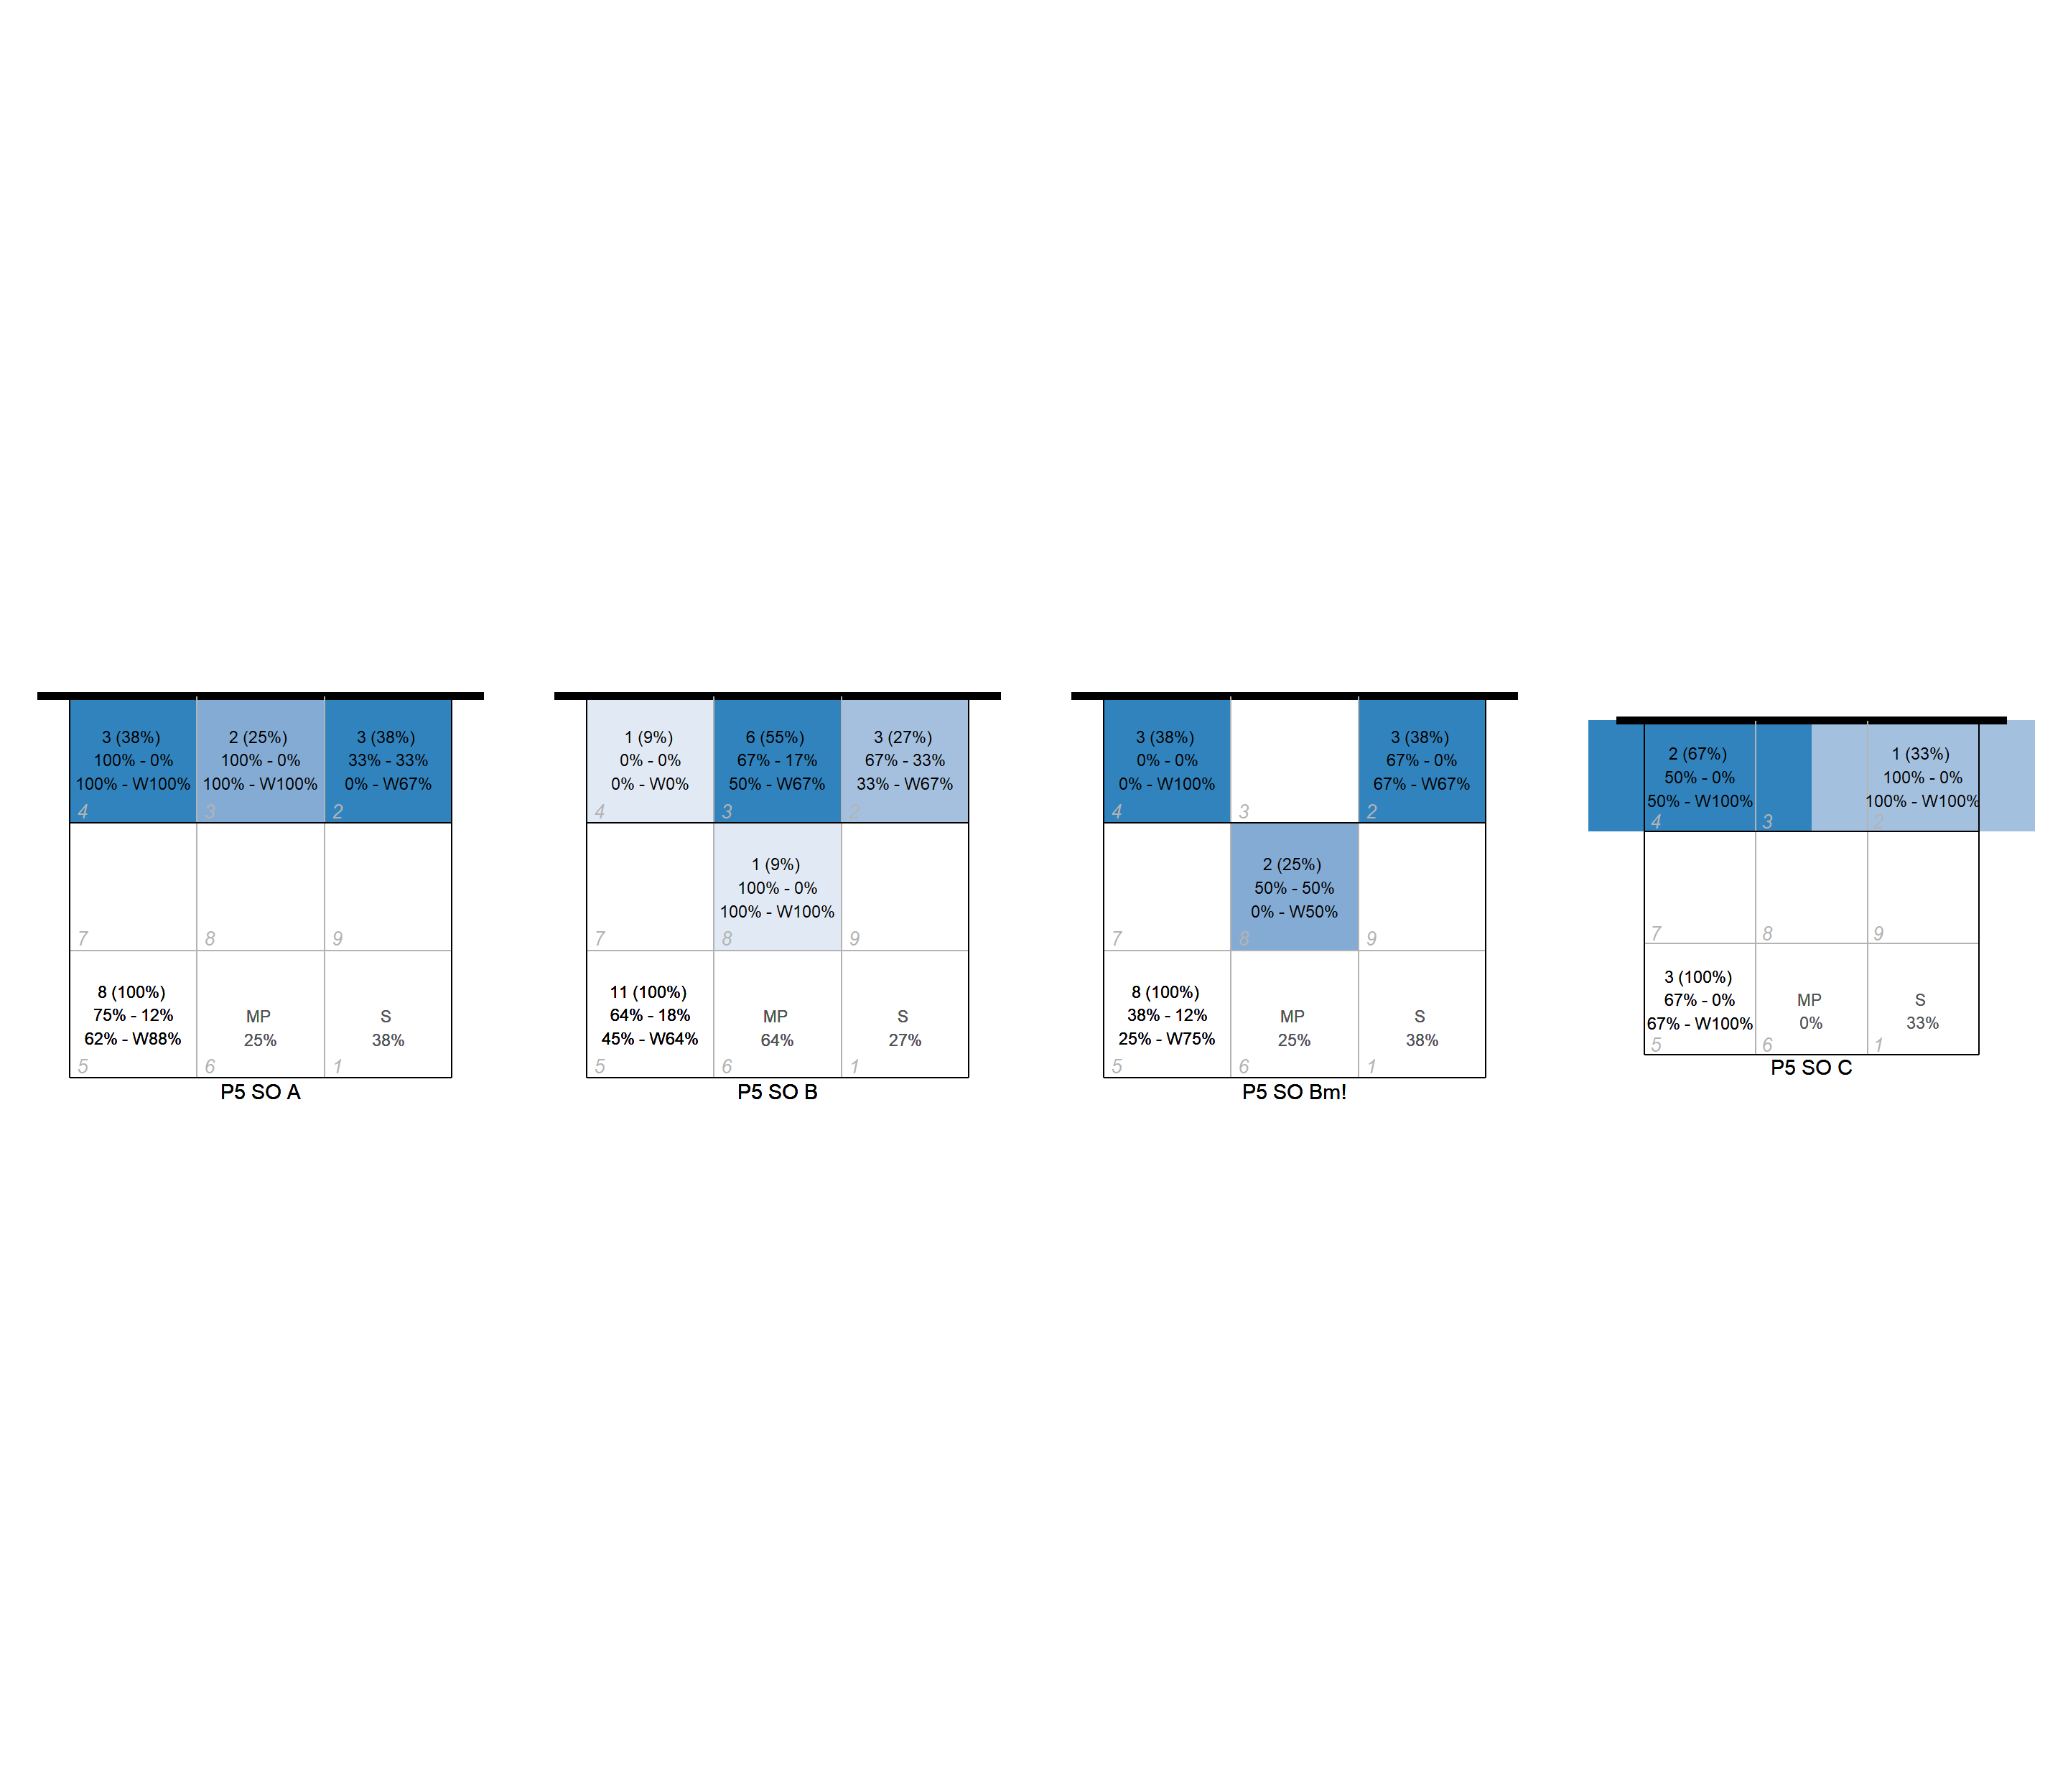 3 (38%)
100% - 0%
100% - W100%
4
2 (25%)
100% - 0%
100% - W100%
3
3 (38%)
33% - 33%
0% - W67%
2
7
8
9
8 (100%)
75% - 12%
62% - W88%
5
MP
25%
6
S
38%
1
P5 SO A
1 (9%)
0% - 0%
0% - W0%
4
6 (55%)
67% - 17%
50% - W67%
3
3 (27%)
67% - 33%
33% - W67%
2
7
1 (9%)
100% - 0%
100% - W100%
8
9
11 (100%)
64% - 18%
45% - W64%
5
MP
64%
6
S
27%
1
P5 SO B
3 (38%)
0% - 0%
0% - W100%
4
3
3 (38%)
67% - 0%
67% - W67%
2
7
2 (25%)
50% - 50%
0% - W50%
8
9
8 (100%)
38% - 12%
25% - W75%
5
MP
25%
6
S
38%
1
P5 SO Bm!
2 (67%)
50% - 0%
50% - W100%
4
3
1 (33%)
100% - 0%
100% - W100%
2
7
8
9
3 (100%)
67% - 0%
67% - W100%
5
MP
0%
6
S
33%
1
P5 SO C